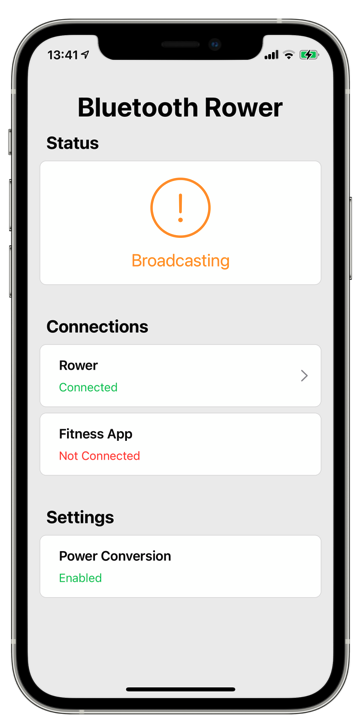 13:41
Bluetooth Rower
Status
Broadcasting
Connections
Rower
Connected
Fitness App
Not Connected
Settings
Power Conversion
Enabled